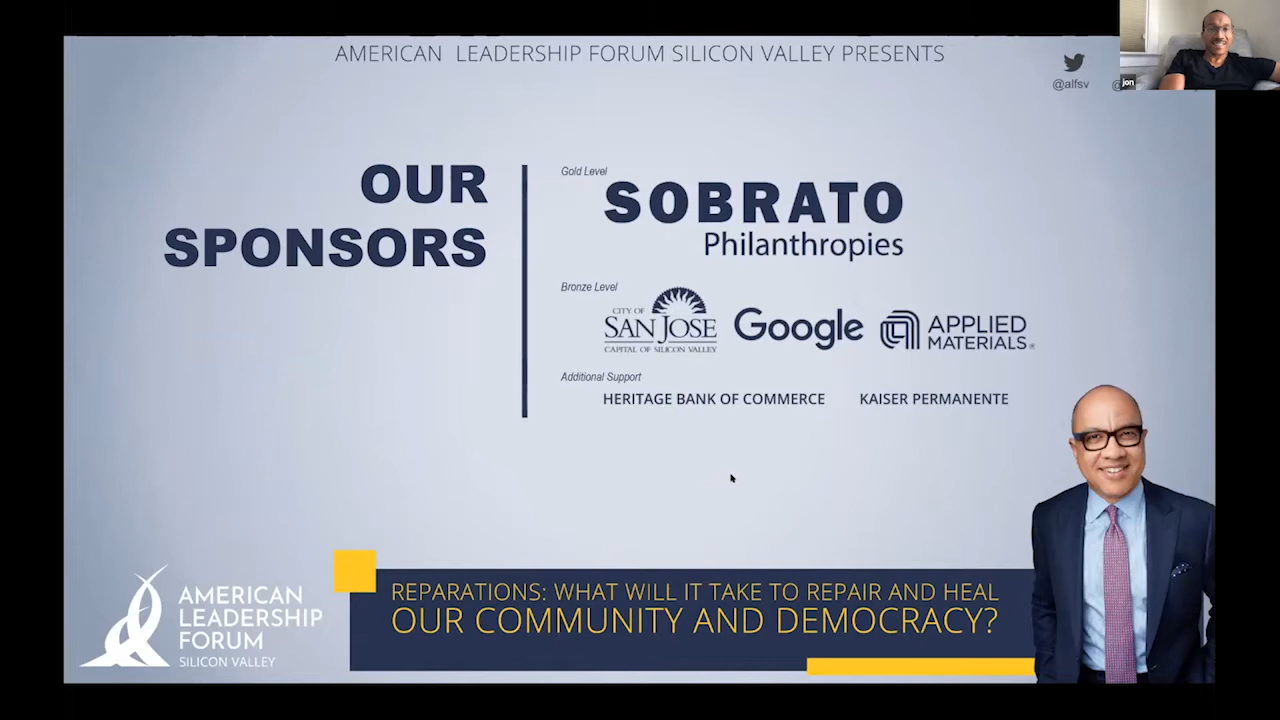 AMERICAN LEADERSHIP FORUM SILICON VALLEY PRESENTS
@alfsv
@
jon
OUR
SPONSORS
Gold Level
SOBRATO
Philanthropies
Bronze Level
CITY OF
SAN JOSE
CAPITAL OF SILICON VALLEY
Google
APPLIED
MATERIALS®
Additional Support
HERITAGE BANK OF COMMERCE KAISER PERMANENTE
AMERICAN
LEADERSHIP
FORUM
SILICON VALLEY
REPARATIONS: WHAT WILL IT TAKE TO REPAIR AND HEAL
OUR COMMUNITY AND DEMOCRACY?